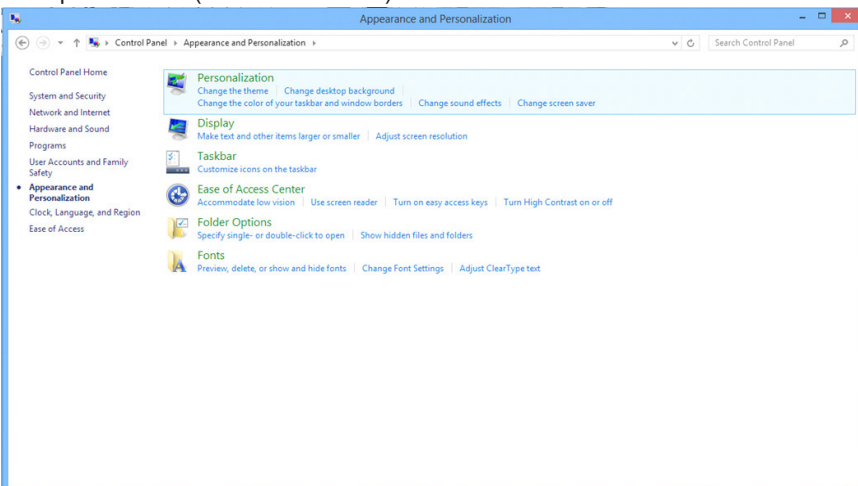 Appearance and Personalization
Control Panel Appearance and Personalization
Search Control Panel
Control Panel Home
System and Security
Network and Internet
Hardware and Sound
Programs
User Accounts and Family
Safety
Appearance and
Personalization
Clock, Language, and Region
Ease of Access
Personalization
Change the theme Change desktop background
Change the color of your taskbar and window borders Change sound effects Change screen saver
Display
Make text and other items larger or smaller Adjust screen resolution
Taskbar
Customize icons on the taskbar
Ease of Access Center
Accommodate low vision Use screen reader Turn on easy access keys Turn High Contrast on or off
Folder Options
Specify single- or double-click to open Show hidden files and folders
Fonts
Preview, delete, or show and hide fonts Change Font Settings Adjust ClearType text